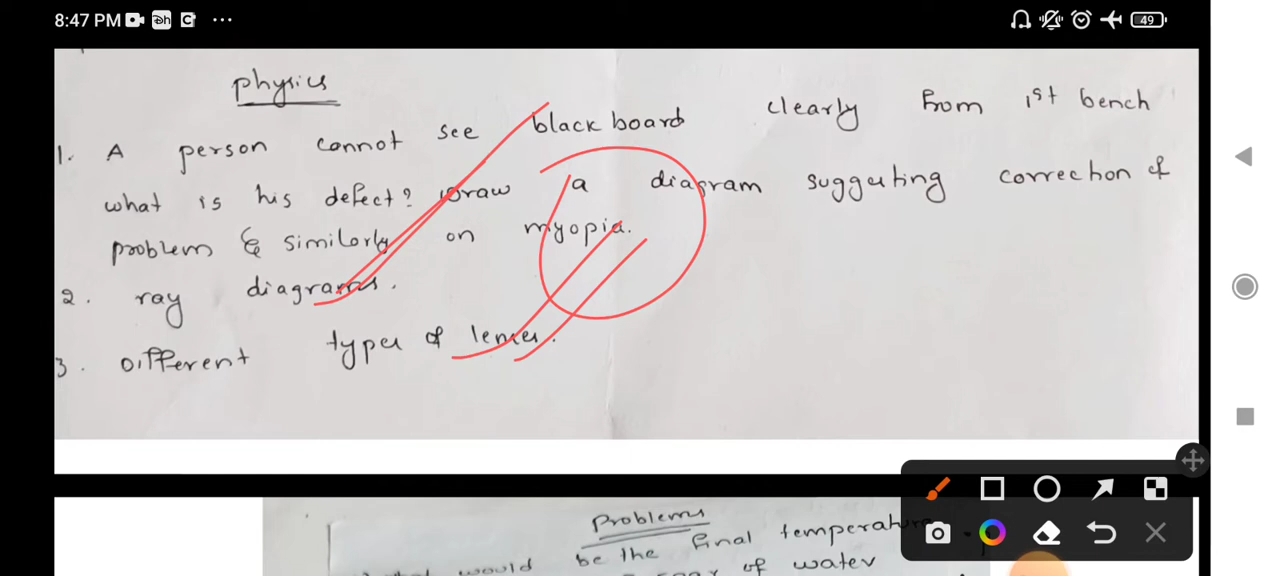 8:47 PM Dh C ... 49
physics
1. A person cannot see black board clearly from 1st bench
what is his defect? Draw a diagram suggesting correction of
problem & similarly on myopia.
2. ray diagrams.
3. Different types of lenses.
Problems
would be the final temperature
of water